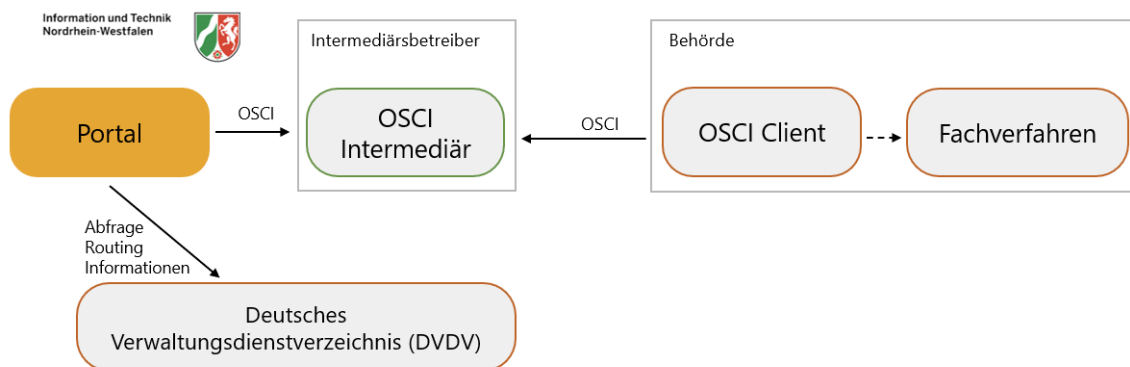 Information und Technik
Nordrhein-Westfalen
Intermediärsbetreiber
Behörde
Portal
OSCI
OSCI
Intermediär
OSCI
OSCI Client
Fachverfahren
Abfrage
Routing
Informationen
Deutsches
Verwaltungsdienstverzeichnis (DVDV)